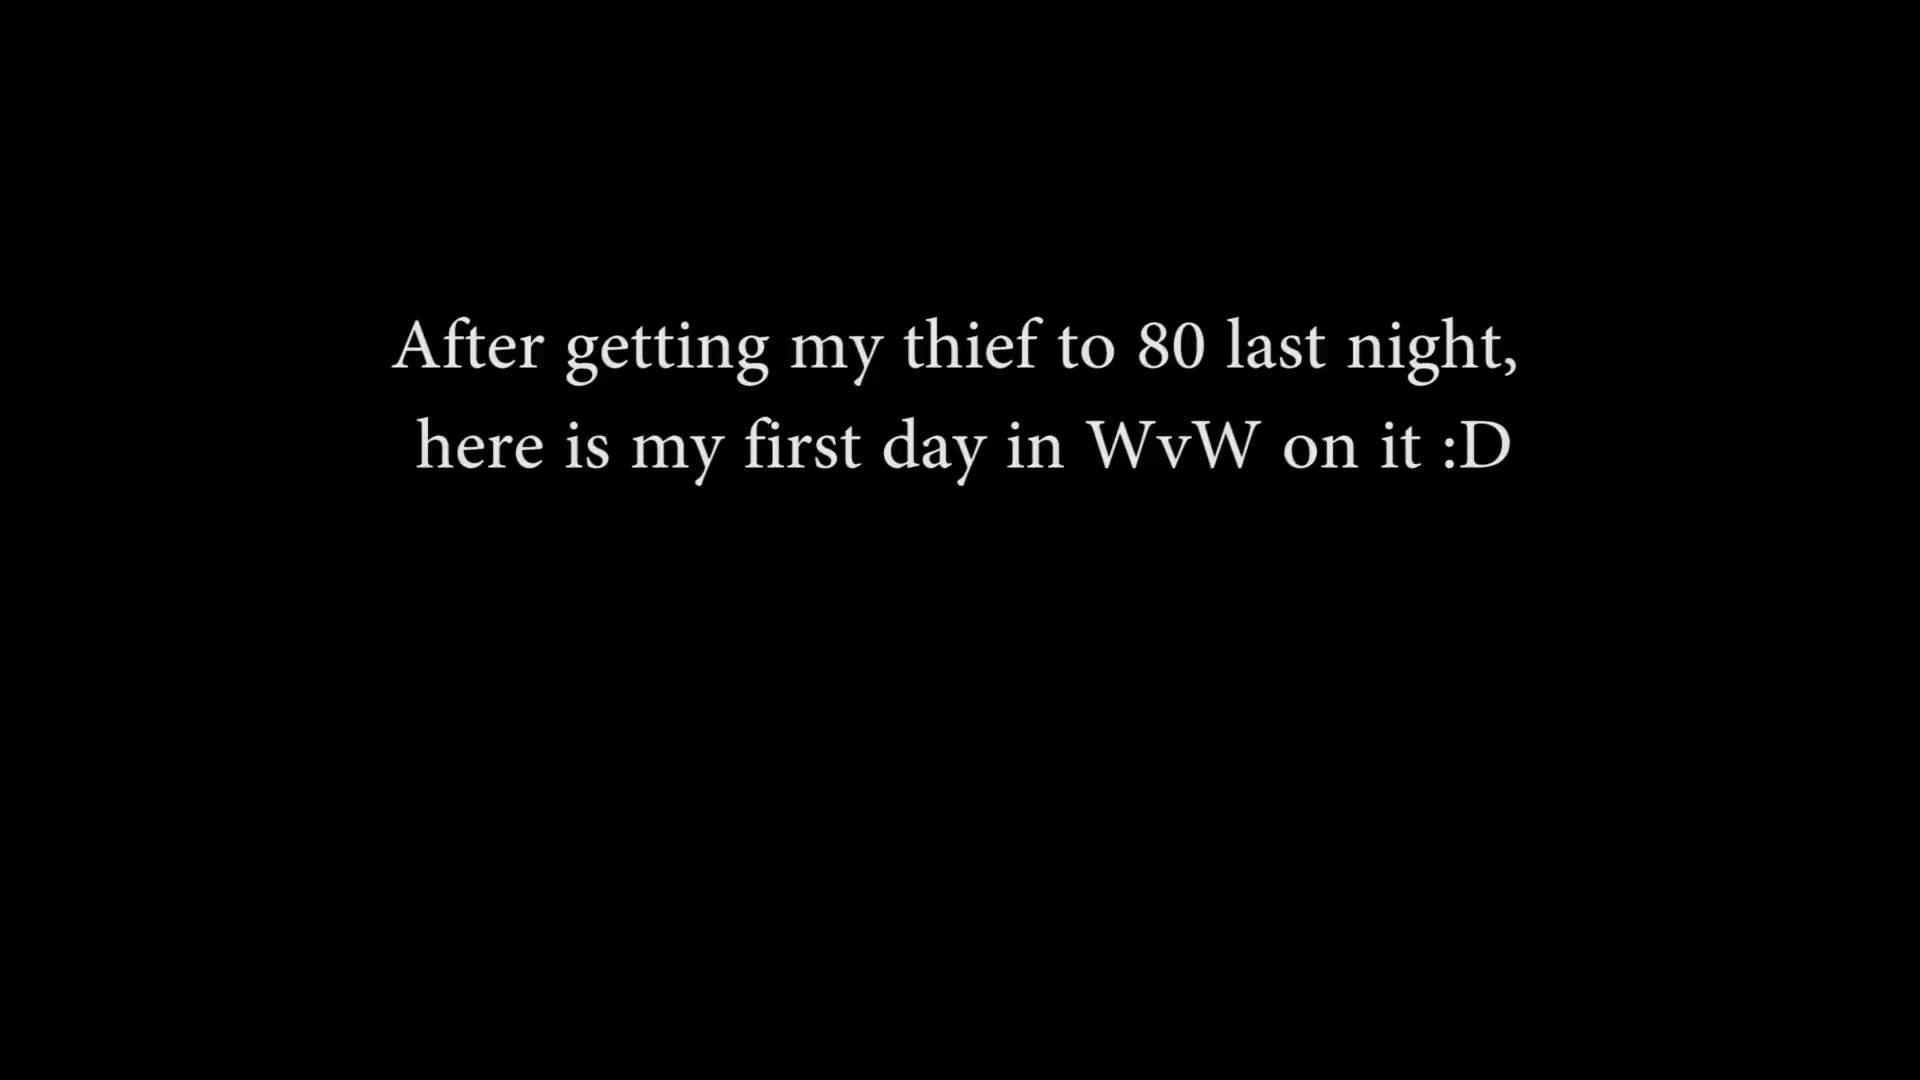 After getting my thief to 80 last night,
here is my first day in WvW on it :D